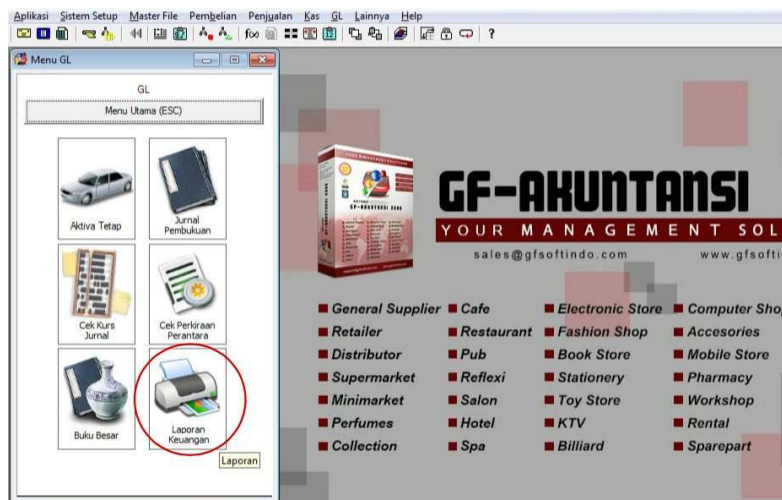 Aplikasi Sistem Setup Master File Pembelian Penjualan Kas GL Lainnya Help
f∞
?
Menu GL
GL
Menu Utama (ESC)
Aktiva Tetap
Jurnal
Pembukuan
Cek Kurs
Jurnal
Cek Perkiraan
Perantara
Buku Besar
Laporan
Keuangan
Laporan
GF-AKUNTANSI
YOUR MANAGEMENT SOL
sales@gfsoftindo.com www.gfsofti
General Supplier Cafe Electronic Store Computer Shop
Retailer Restaurant Fashion Shop Accesories
Distributor Pub Book Store Mobile Store
Supermarket Reflexi Stationery Pharmacy
Minimarket Salon Toy Store Workshop
Perfumes Hotel KTV Rental
Collection Spa Billiard Sparepart